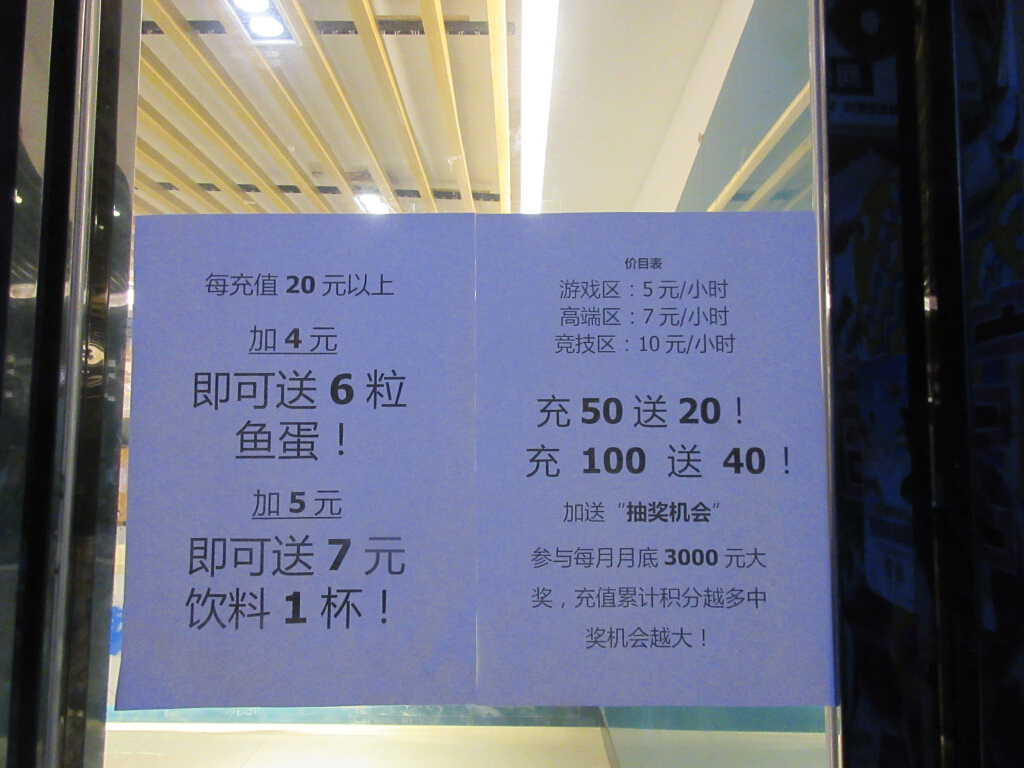 每充值 20 元以上
加 4 元
即可送 6 粒
鱼蛋！
加 5 元
即可送 7 元
饮料 1 杯！
价目表
游戏区：5 元/小时
高端区：7 元/小时
竞技区：10 元/小时
充 50 送 20！
充 100 送 40！
加送“抽奖机会”
参与每月月底 3000 元大
奖，充值累计积分越多中
奖机会越大！